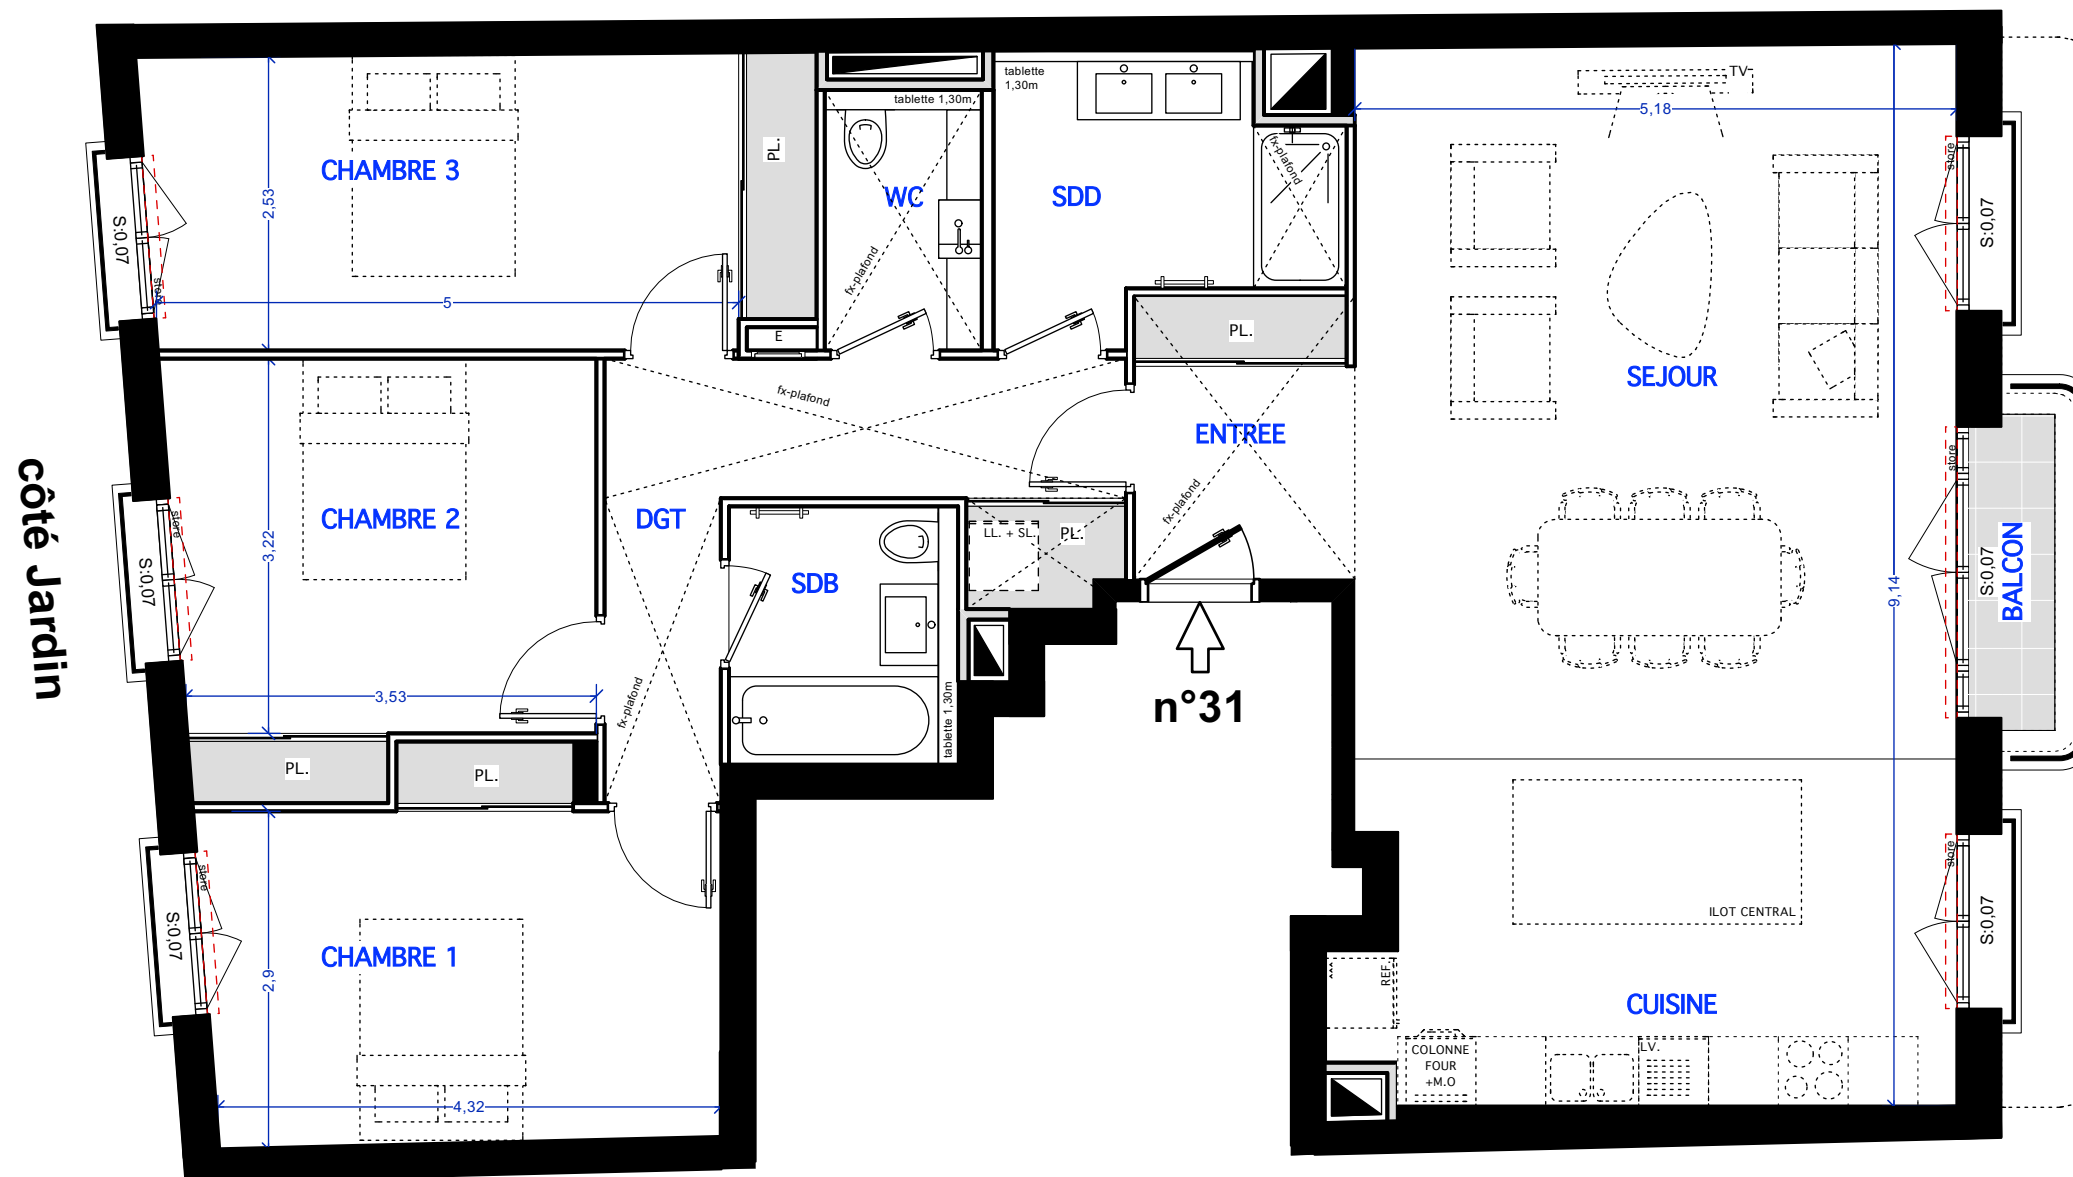 tablette
1,30m
TV
tablette 1,30m
5,18
CHAMBRE 3
PL.
fx-plafond
store
WC
SDD
2,53
S:0,07
S:0,07
fx-plafond
store
5
E
PL.
SEJOUR
fx-plafond
ENTREE
store
côté Jardin
CHAMBRE 2
DGT
fx-plafond
store
LL. + SL.
PL.
3,22
S:0,07
SDB
S:0,07
BALCON
9,14
3,53
fx-plafond
n°31
tablette 1,30m
PL.
PL.
store
store
ILOT CENTRAL
S:0,07
S:0,07
CHAMBRE 1
2,9
REF.
CUISINE
COLONNE
FOUR
+M.O
LV.
4,32